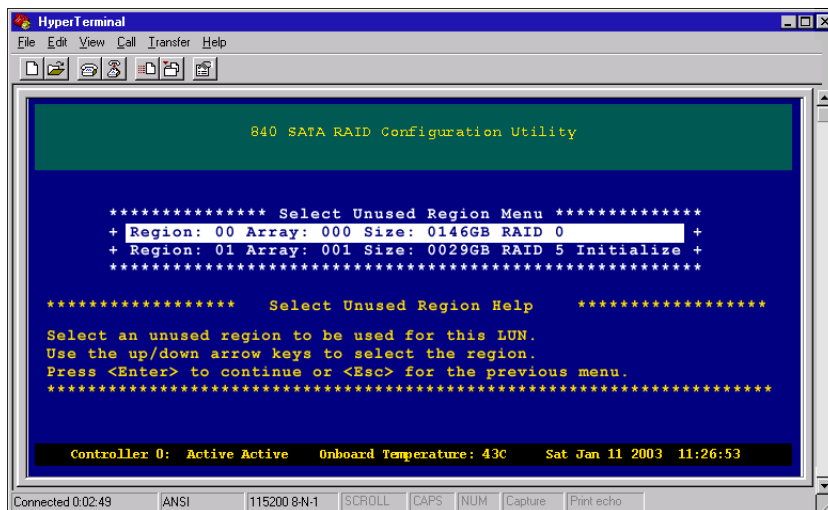 HyperTerminal
File Edit View Call Transfer Help
840 SATA RAID Configuration Utility
*************** Select Unused Region Menu **************
+ Region: 00 Array: 000 Size: 0146GB RAID 0 +
+ Region: 01 Array: 001 Size: 0029GB RAID 5 Initialize +
********************************************************
****************** Select Unused Region Help ******************
Select an unused region to be used for this LUN.
Use the up/down arrow keys to select the region.
Press <Enter> to continue or <Esc> for the previous menu.
**********************************************************************
Controller 0: Active Active Onboard Temperature: 43C Sat Jan 11 2003 11:26:53
Connected 0:02:49 ANSI 115200 8-N-1 SCROLL CAPS NUM Capture Print echo